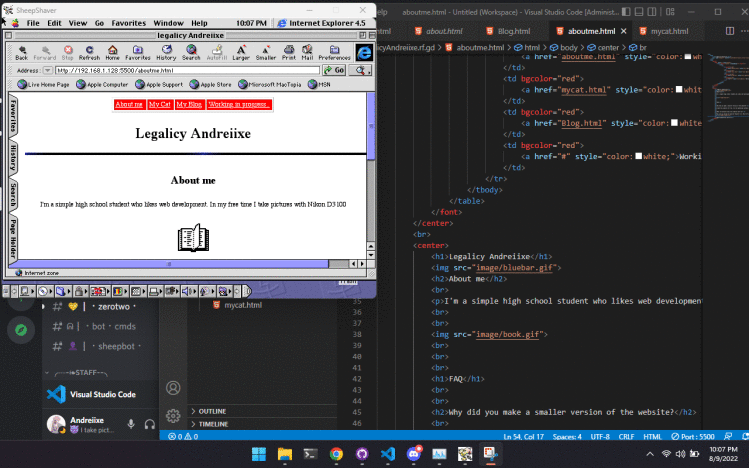 SheepShaver
File Edit View Go Favorites Window Help 10:07 PM Internet Explorer 4.5
legacy Andreiixe
Back Forward Stop Refresh Home Favorites History Search AutoFill Larger Smaller Print Mail Preferences
Address: http://192.168.1.128:5500/aboutme.html Go
Live Home Page Apple Computer Apple Support Apple Store Microsoft MacTopia MSN
Favorites
History
Search
Page Holder
About me My Cat My Blog Working in progress...
Legalicy Andreiixe
About me
I'm a simple high school student who likes web development. In my free time I take pictures with Nikon D3100
Internet zone
elp aboutme.html - Untitled (Workspace) - Visual Studio Code [Administ...
html about.html Blog.html aboutme.html mycat.html
icyAndreiixe.rf.gd > aboutme.html > html > body > center > br
<a href="aboutme.html" style="color: whi
</td>
<td bgcolor="red">
<a href="mycat.html" style="color: white
</td>
<td bgcolor="red">
<a href="Blog.html" style="color: white;
</td>
<td bgcolor="red">
<a href="#" style="color: white;">Worki
</td>
</tr>
</tbody>
</table>
</font>
</center>
<br>
<center>
<h1>Legalicy Andreiixe</h1>
<img src="image/bluebar.gif">
<h2>About me</h2>
<br>
35 <p>I'm a simple high school student who likes web developmen
36 <br>
37 <br>
38 <img src="image/book.gif">
39 <br>
40 <br>
41 <br>
42 <h1>FAQ</h1>
43 <br>
44 <br>
45 <h2>Why did you make a smaller version of the website?</h2>
46 <br>
mycat.html
OUTLINE
TIMELINE
zerotwo
bot · cmds
sheepbot
STAFF
Visual Studio Code
Andreiixe
I take pict...
0 0 Ln 54, Col 17 Spaces: 4 UTF-8 CRLF HTML Port : 5500
10:07 PM
8/9/2022